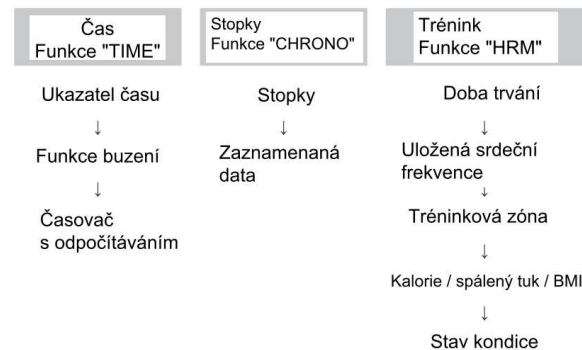 Čas
Funkce "TIME"
Ukazatel času
↓
Funkce buzení
↓
Časovač
s odpočítáváním
Stopky
Funkce "CHRONO"
Stopky
↓
Zaznamenaná
data
Trénink
Funkce "HRM"
Doba trvání
↓
Uložená srdeční
frekvence
↓
Tréninková zóna
↓
Kalorie / spálený tuk / BMI
↓
Stav kondice